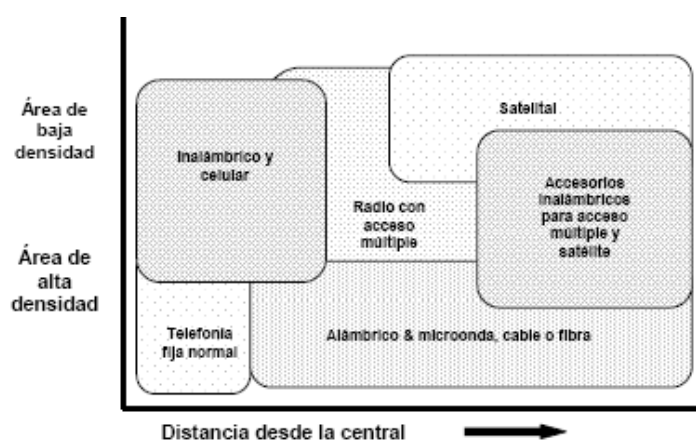 Área de
baja
densidad
Área de
alta
densidad
Inalámbrico y
celular
Satelital
Radio con
acceso
múltiple
Accesorios
inalámbricos
para acceso
múltiple y
satélite
Telefonía
fija normal
Alámbrico & microonda, cable o fibra
Distancia desde la central